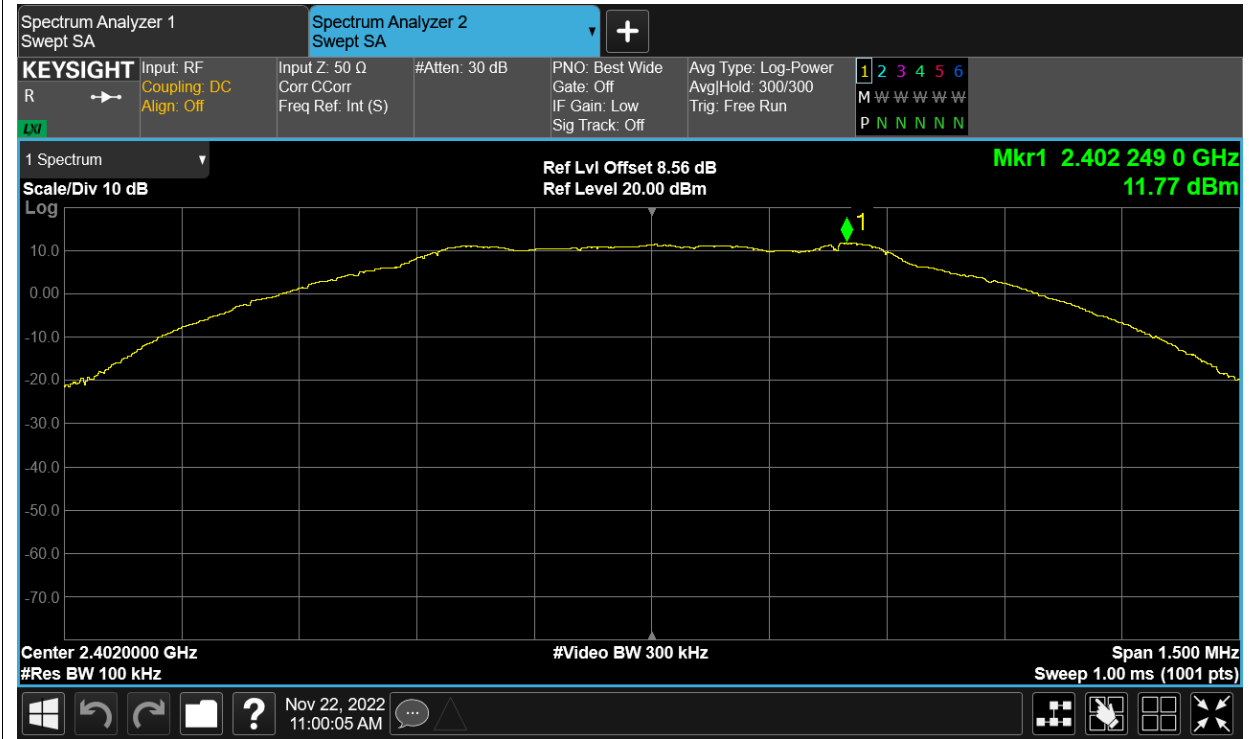 Spectrum Analyzer 1
Swept SA
Spectrum Analyzer 2
Swept SA
KEYSIGHT
R
LXI
Input: RF
Coupling: DC
Align: Off
Input Z: 50 Ω
Corr CCorr
Freq Ref: Int (S)
#Atten: 30 dB
PNO: Best Wide
Gate: Off
IF Gain: Low
Sig Track: Off
Avg Type: Log-Power
Avg|Hold: 300/300
Trig: Free Run
1 2 3 4 5 6
M W W W W W
P N N N N N
1 Spectrum
Scale/Div 10 dB
Log
Ref Lvl Offset 8.56 dB
Ref Level 20.00 dBm
Mkr1 2.402 249 0 GHz
11.77 dBm
1
10.0
0.00
-10.0
-20.0
-30.0
-40.0
-50.0
-60.0
-70.0
Center 2.4020000 GHz
#Res BW 100 kHz
#Video BW 300 kHz
Span 1.500 MHz
Sweep 1.00 ms (1001 pts)
?
Nov 22, 2022
11:00:05 AM